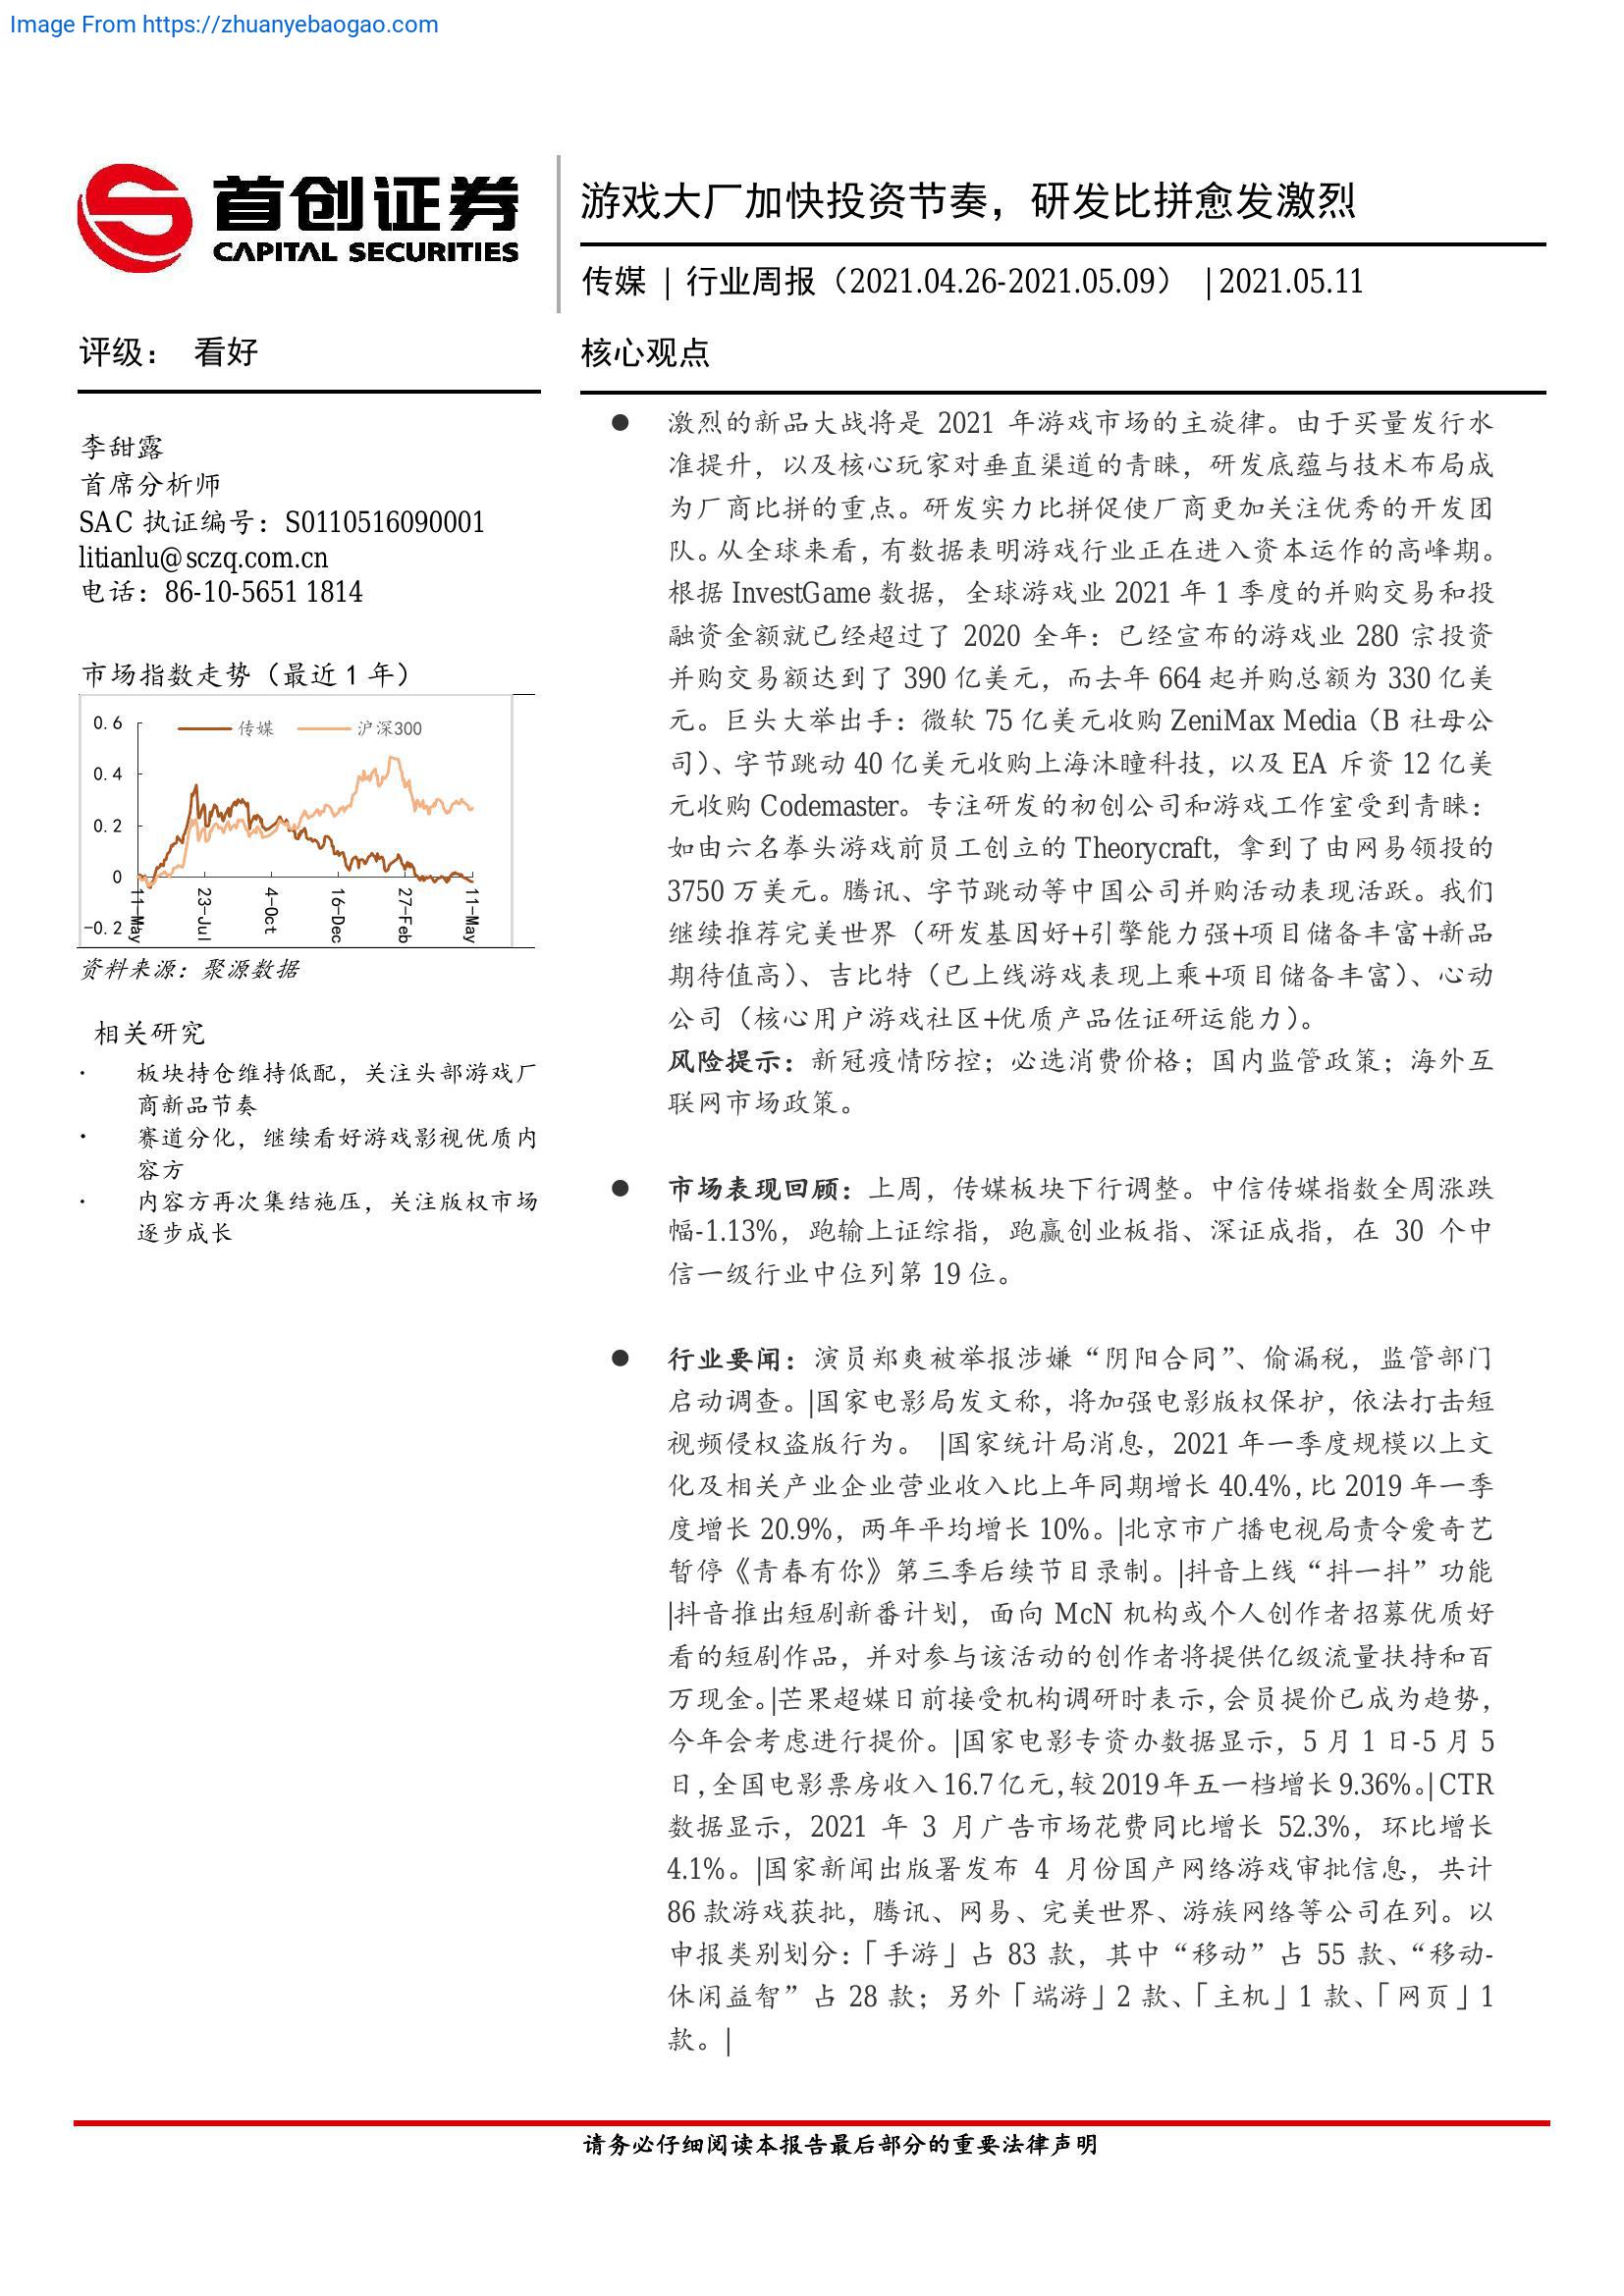 Image From https://zhuanyebaogao.com
首创证券
CAPITAL SECURITIES
游戏大厂加快投资节奏，研发比拼愈发激烈
传媒 | 行业周报（2021.04.26-2021.05.09） | 2021.05.11
评级： 看好
李甜露
首席分析师
SAC 执证编号：S0110516090001
litianlu@sczq.com.cn
电话：86-10-5651 1814
市场指数走势（最近 1 年）
传媒 沪深300
0.6
0.4
0.2
0
-0.2
11-May 23-Jul 4-Oct 16-Dec 27-Feb 11-May
资料来源：聚源数据
相关研究
· 板块持仓维持低配，关注头部游戏厂
商新品节奏
· 赛道分化，继续看好游戏影视优质内
容方
· 内容方再次集结施压，关注版权市场
逐步成长
核心观点
● 激烈的新品大战将是 2021 年游戏市场的主旋律。由于买量发行水
准提升，以及核心玩家对垂直渠道的青睐，研发底蕴与技术布局成
为厂商比拼的重点。研发实力比拼促使厂商更加关注优秀的开发团
队。从全球来看，有数据表明游戏行业正在进入资本运作的高峰期。
根据 InvestGame 数据，全球游戏业 2021 年 1 季度的并购交易和投
融资金额就已经超过了 2020 全年：已经宣布的游戏业 280 宗投资
并购交易额达到了 390 亿美元，而去年 664 起并购总额为 330 亿美
元。巨头大举出手：微软 75 亿美元收购 ZeniMax Media（B 社母公
司）、字节跳动 40 亿美元收购上海沐瞳科技，以及 EA 斥资 12 亿美
元收购 Codemaster。专注研发的初创公司和游戏工作室受到青睐：
如由六名拳头游戏前员工创立的 Theorycraft，拿到了由网易领投的
3750 万美元。腾讯、字节跳动等中国公司并购活动表现活跃。我们
继续推荐完美世界（研发基因好+引擎能力强+项目储备丰富+新品
期待值高）、吉比特（已上线游戏表现上乘+项目储备丰富）、心动
公司（核心用户游戏社区+优质产品佐证研运能力）。
风险提示：新冠疫情防控；必选消费价格；国内监管政策；海外互
联网市场政策。
● 市场表现回顾：上周，传媒板块下行调整。中信传媒指数全周涨跌
幅-1.13%，跑输上证综指，跑赢创业板指、深证成指，在 30 个中
信一级行业中位列第 19 位。
● 行业要闻：演员郑爽被举报涉嫌“阴阳合同”、偷漏税，监管部门
启动调查。|国家电影局发文称，将加强电影版权保护，依法打击短
视频侵权盗版行为。 |国家统计局消息，2021 年一季度规模以上文
化及相关产业企业营业收入比上年同期增长 40.4%，比 2019 年一季
度增长 20.9%，两年平均增长 10%。|北京市广播电视局责令爱奇艺
暂停《青春有你》第三季后续节目录制。|抖音上线“抖一抖”功能
|抖音推出短剧新番计划，面向 McN 机构或个人创作者招募优质好
看的短剧作品，并对参与该活动的创作者将提供亿级流量扶持和百
万现金。|芒果超媒日前接受机构调研时表示，会员提价已成为趋势，
今年会考虑进行提价。|国家电影专资办数据显示，5 月 1 日-5 月 5
日，全国电影票房收入 16.7 亿元，较 2019 年五一档增长 9.36%。| CTR
数据显示，2021 年 3 月广告市场花费同比增长 52.3%，环比增长
4.1%。|国家新闻出版署发布 4 月份国产网络游戏审批信息，共计
86 款游戏获批，腾讯、网易、完美世界、游族网络等公司在列。以
申报类别划分：「手游」占 83 款，其中“移动”占 55 款、“移动-
休闲益智”占 28 款；另外「端游」2 款、「主机」1 款、「网页」1
款。|
请务必仔细阅读本报告最后部分的重要法律声明